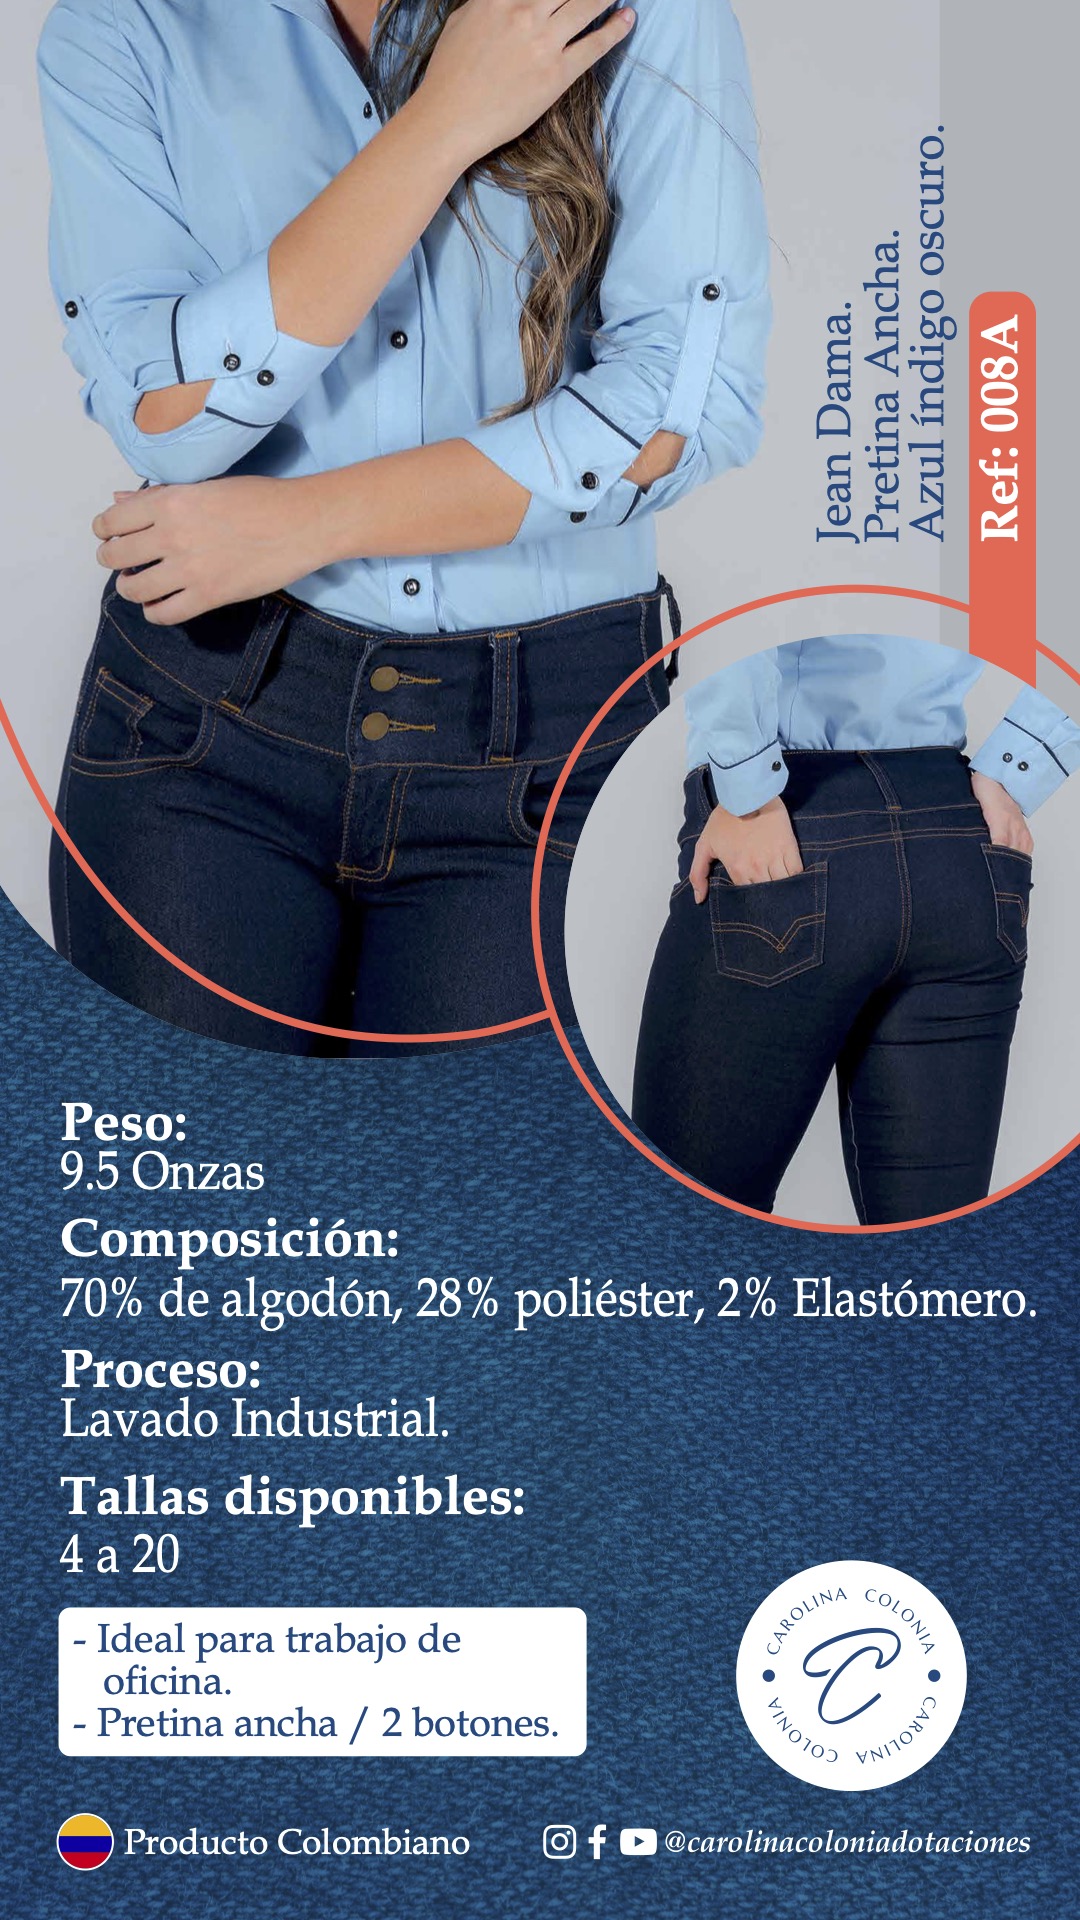 Jean Dama.
Pretina Ancha.
Azul índigo oscuro.
Ref: 008A
Peso:
9.5 Onzas
Composición:
70% de algodón, 28% poliéster, 2% Elastómero.
Proceso:
Lavado Industrial.
Tallas disponibles:
4 a 20
- Ideal para trabajo de
oficina.
- Pretina ancha / 2 botones.
CAROLINA COLONIA
C
CAROLINA COLONIA
Producto Colombiano
@carolinacoloniadotaciones